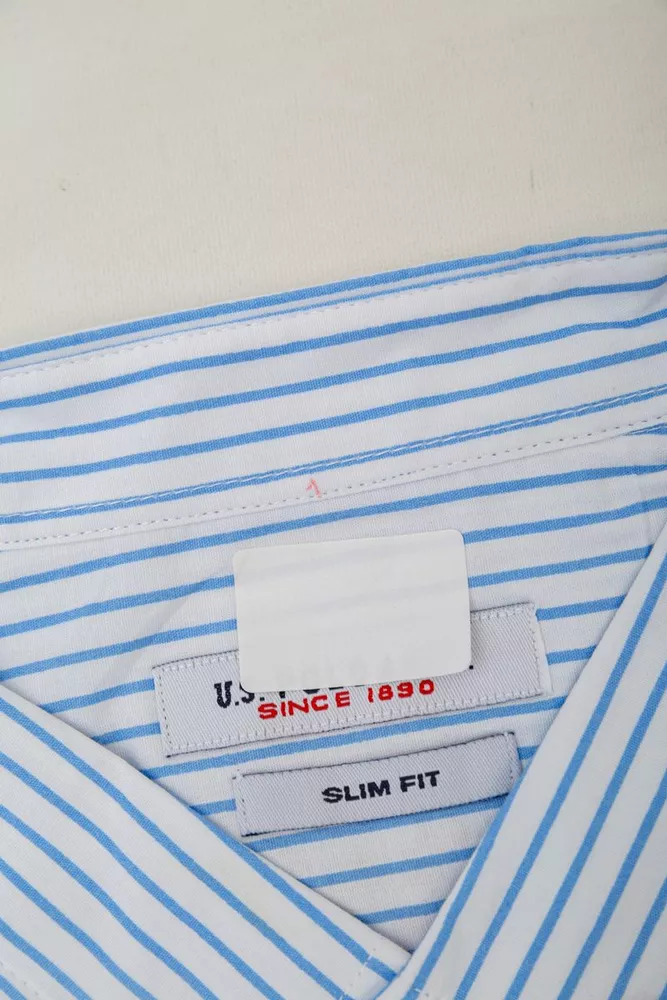 U.S.
SINCE 1890
SLIM FIT